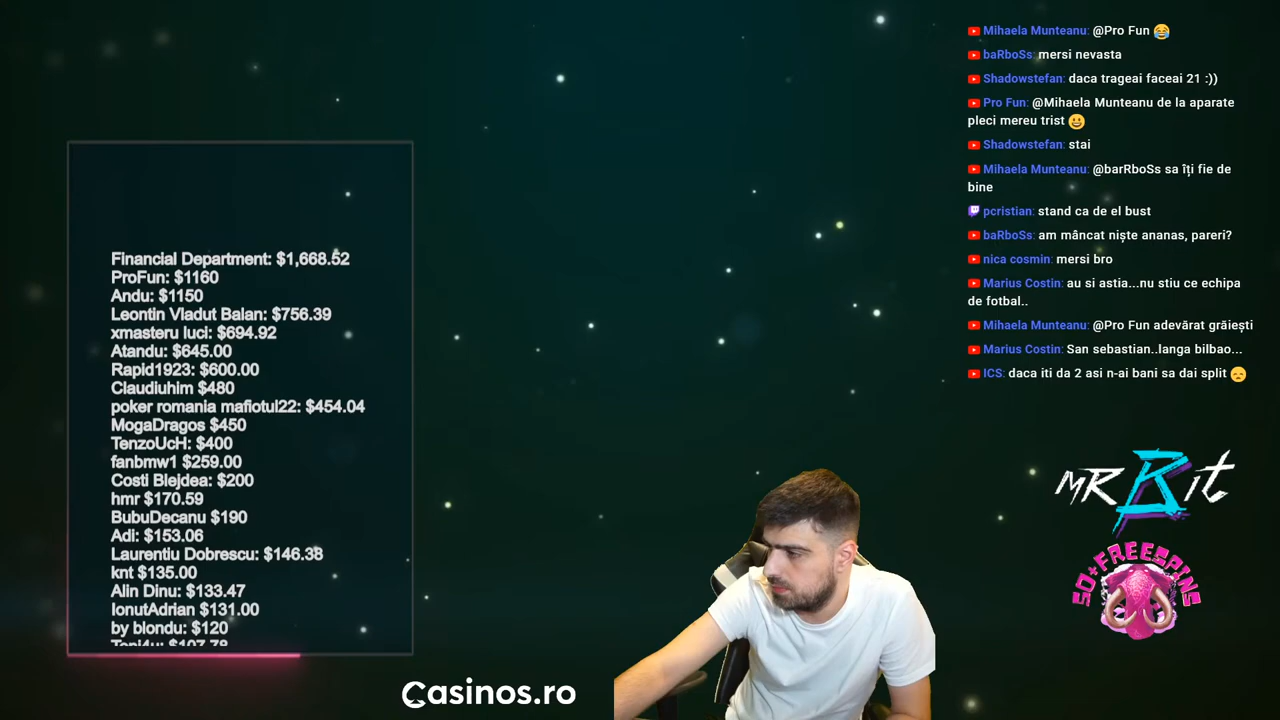 Financial Department: $1,668.52
ProFun: $1160
Andu: $1150
Leontin Vladut Balan: $756.39
xmasteru luci: $694.92
Atandu: $645.00
Rapid1923: $600.00
Claudiuhim $480
poker romania mafiotul22: $454.04
MogaDragos $450
TenzoUcH: $400
fanbmw1 $259.00
Costi Blejdea: $200
hmr $170.59
BubuDecanu $190
Adi: $153.06
Laurentiu Dobrescu: $146.38
knt $135.00
Alin Dinu: $133.47
IonutAdrian $131.00
by blondu: $120
Mihaela Munteanu: @Pro Fun 😂
baRboSs: mersi nevasta
Shadowstefan: daca trageai faceai 21 :))
Pro Fun: @Mihaela Munteanu de la aparate
pleci mereu trist 😀
Shadowstefan: stai
Mihaela Munteanu: @barRboSs sa îți fie de
bine
pcristian: stand ca de el bust
baRboSs: am mâncat niște ananas, pareri?
nica cosmin: mersi bro
Marius Costin: au si astia...nu stiu ce echipa
de fotbal..
Mihaela Munteanu: @Pro Fun adevărat grăiești
Marius Costin: San sebastian..langa bilbao...
ICS: daca iti da 2 asi n-ai bani sa dai split 😞
MR BiT
50+FREESPINS
Casinos.ro